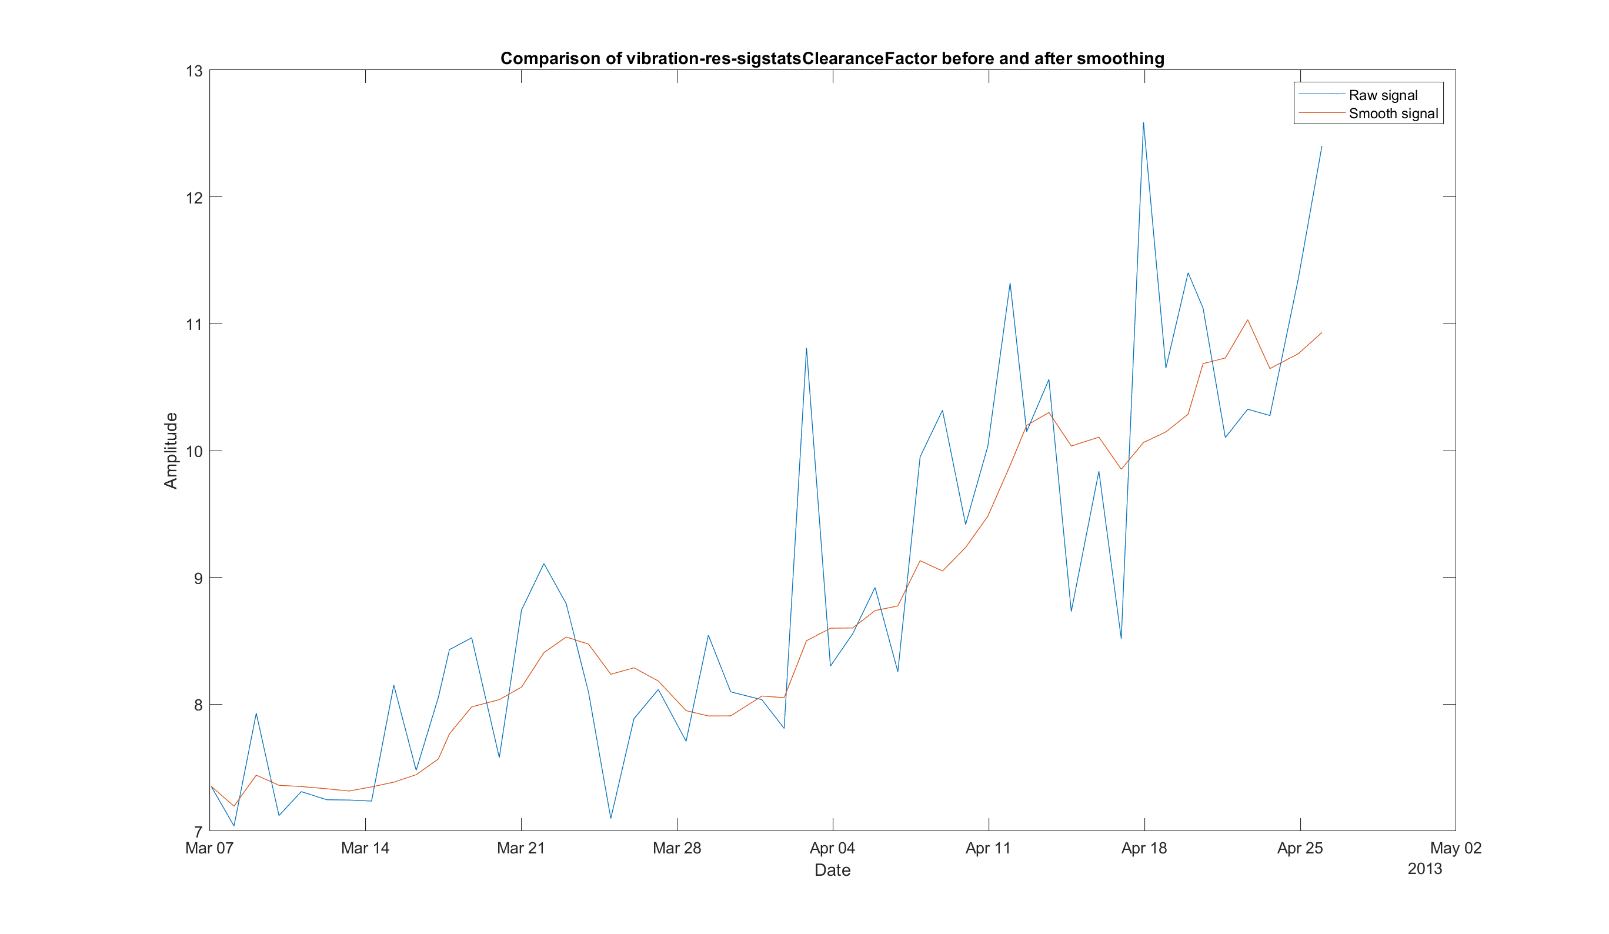 Comparison of vibration-res-sigstatsClearanceFactor before and after smoothing
Raw signal
Smooth signal
13
12
11
10
9
8
7
Amplitude
Mar 07 Mar 14 Mar 21 Mar 28 Apr 04 Apr 11 Apr 18 Apr 25 May 02
Date
2013